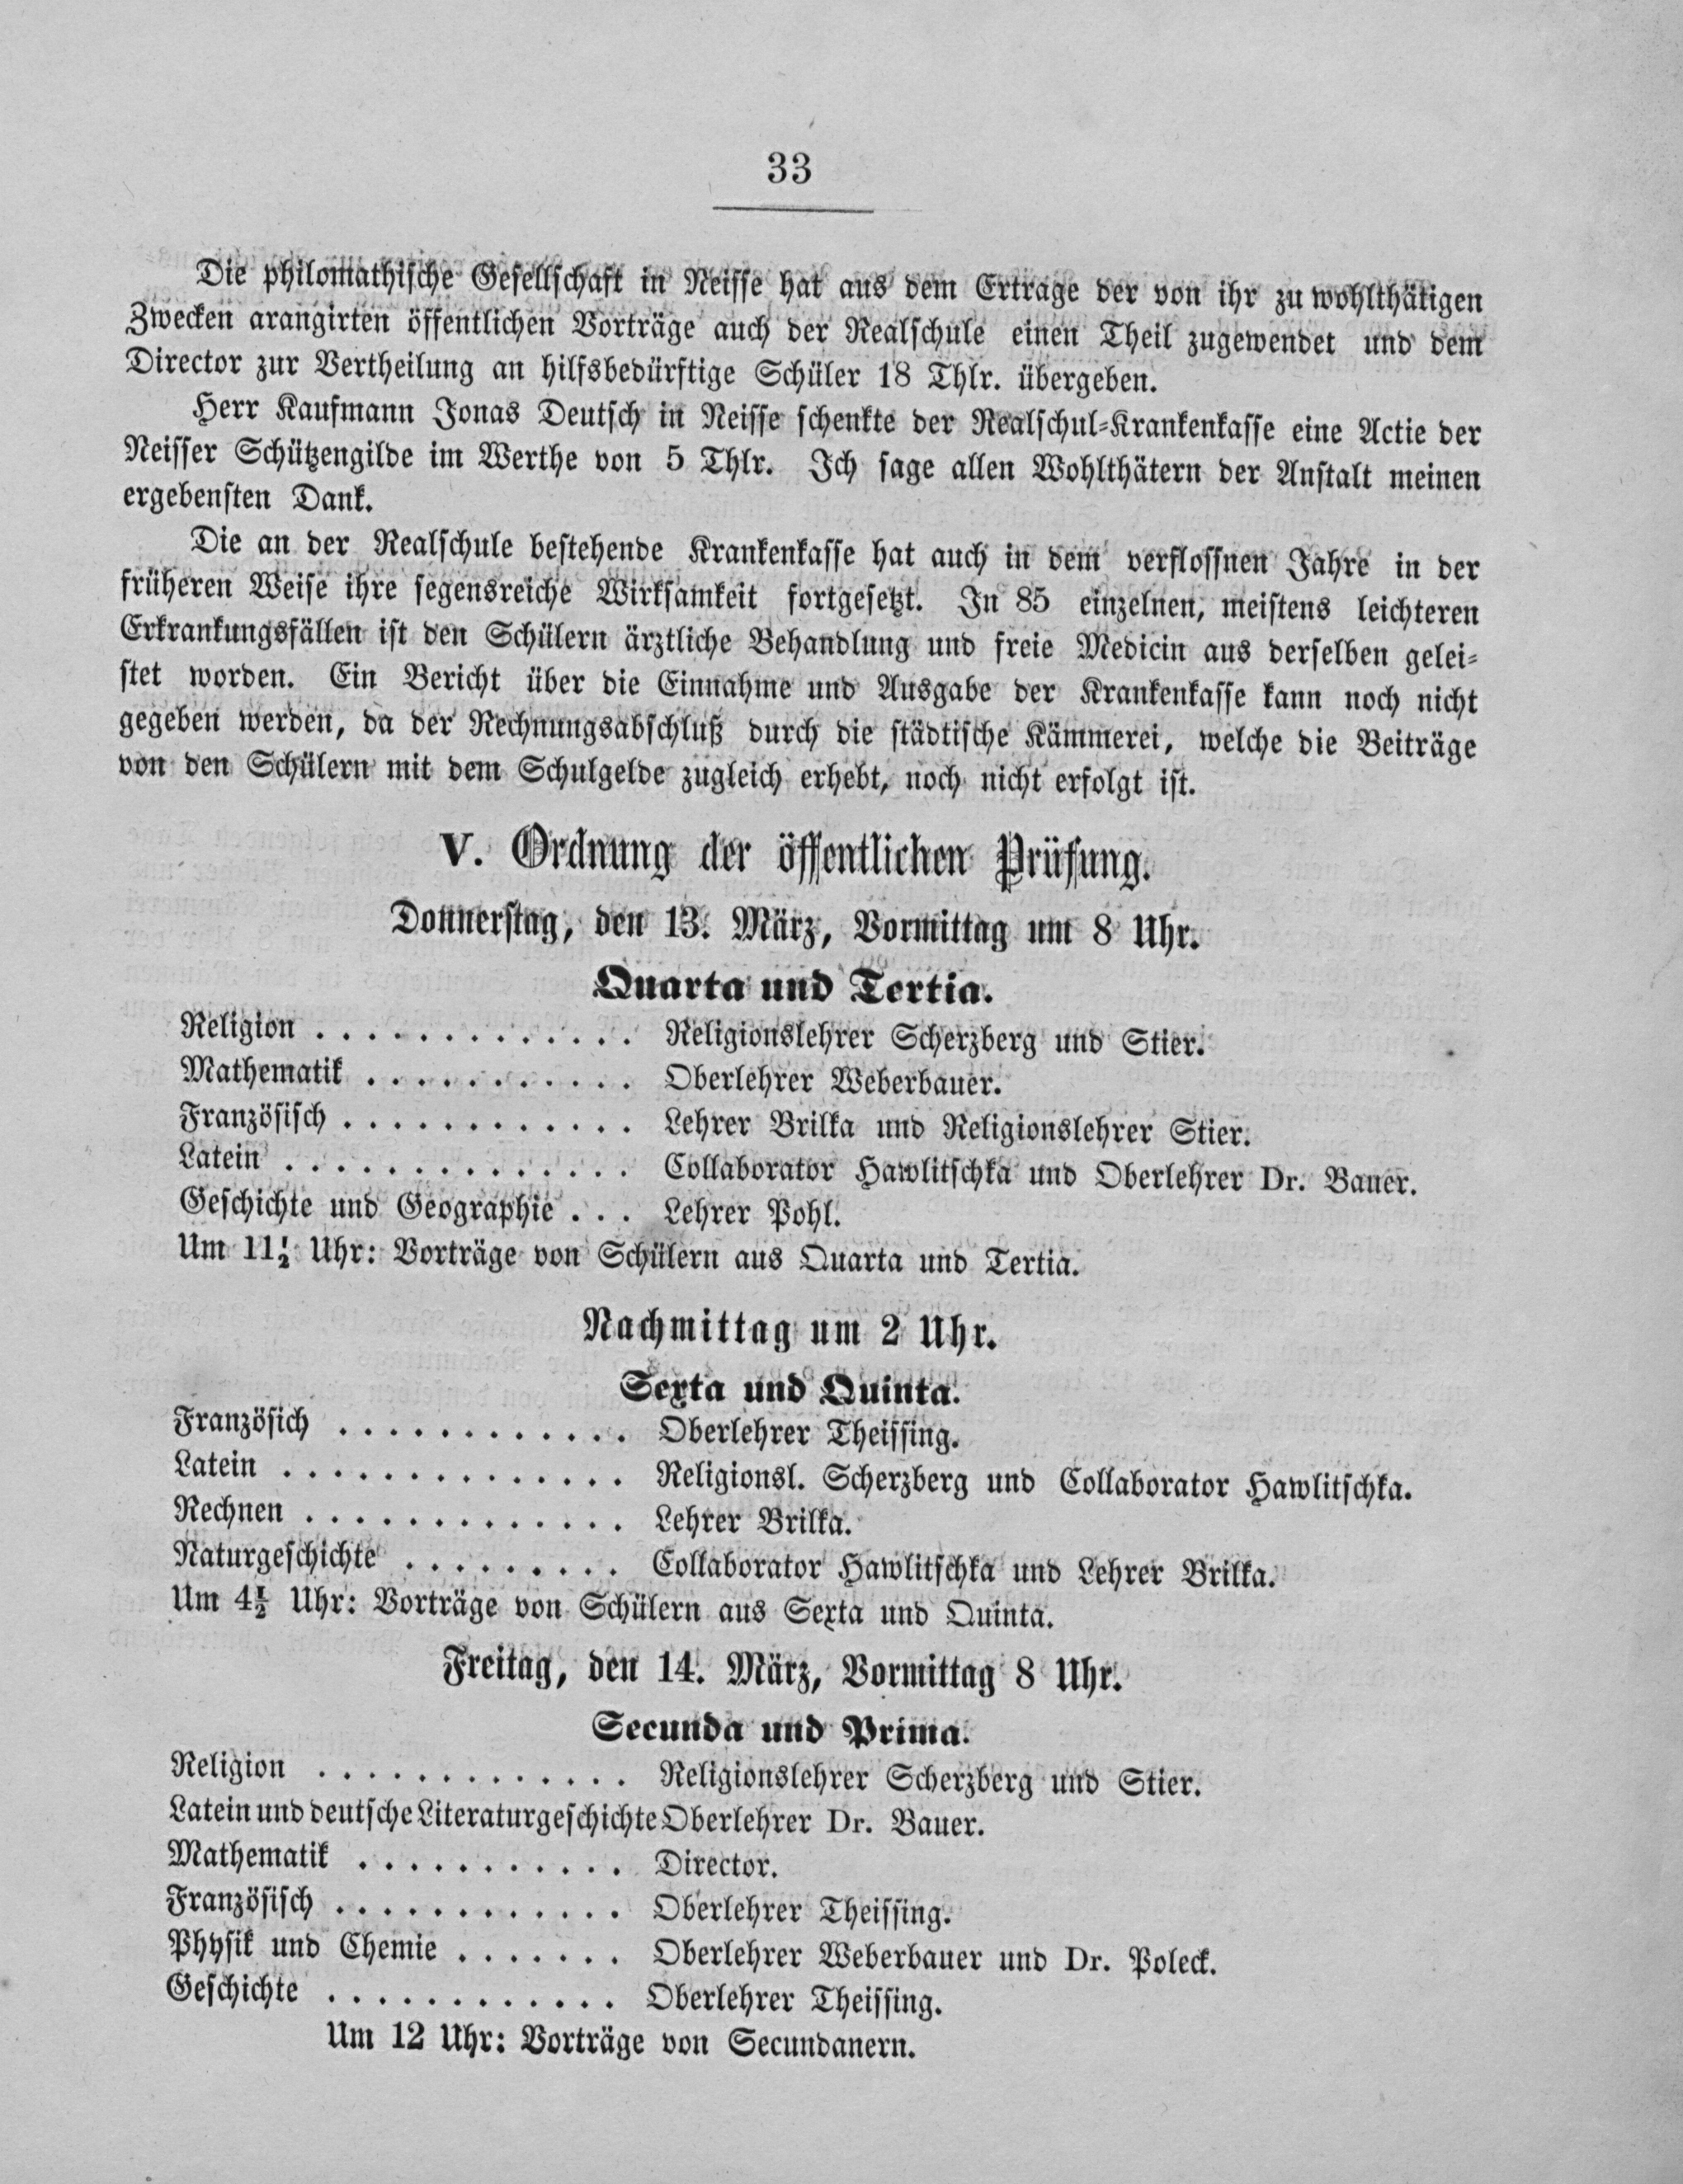 33
Die philomathische Gesellschaft in Neisse hat aus dem Ertrage der von ihr zu wohlthätigen
Zwecken arangirten öffentlichen Vorträge auch der Realschule einen Theil zugewendet und dem
Director zur Vertheilung an hilfsbedürftige Schüler 18 Thlr. übergeben.
Herr Kaufmann Jonas Deutsch in Neisse schenkte der Realschul-Krankenkasse eine Actie der
Neisser Schützengilde im Werthe von 5 Thlr. Ich sage allen Wohlthätern der Anstalt meinen
ergebensten Dank.
Die an der Realschule bestehende Krankenkasse hat auch in dem verflossnen Jahre in der
früheren Weise ihre segensreiche Wirksamkeit fortgesetzt. In 85 einzelnen, meistens leichteren
Erkrankungsfällen ist den Schülern ärztliche Behandlung und freie Medicin aus derselben gelei-
stet worden. Ein Bericht über die Einnahme und Ausgabe der Krankenkasse kann noch nicht
gegeben werden, da der Rechnungsabschluß durch die städtische Kämmerei, welche die Beiträge
von den Schülern mit dem Schulgelde zugleich erhebt, noch nicht erfolgt ist.
V. Ordnung der öffentlichen Prüfung.
Donnerstag, den 13. März, Vormittag um 8 Uhr.
Quarta und Tertia.
Religion . . . . . . . . . . . . . Religionslehrer Scherzberg und Stier.
Mathematik . . . . . . . . . . . Oberlehrer Weberbauer.
Französisch . . . . . . . . . . . . Lehrer Brilka und Religionslehrer Stier.
Latein . . . . . . . . . . . . . . Collaborator Hawlitschka und Oberlehrer Dr. Bauer.
Geschichte und Geographie . . . Lehrer Pohl.
Um 11½ Uhr: Vorträge von Schülern aus Quarta und Tertia.
Nachmittag um 2 Uhr.
Sexta und Quinta.
Französich . . . . . . . . . . . . Oberlehrer Theissing.
Latein . . . . . . . . . . . . . . Religionsl. Scherzberg und Collaborator Hawlitschka.
Rechnen . . . . . . . . . . . . . Lehrer Brilka.
Naturgeschichte . . . . . . . . . Collaborator Hawlitschka und Lehrer Brilka.
Um 4½ Uhr: Vorträge von Schülern aus Sexta und Quinta.
Freitag, den 14. März, Vormittag 8 Uhr.
Secunda und Prima.
Religion . . . . . . . . . . . . . Religionslehrer Scherzberg und Stier.
Latein und deutsche Literaturgeschichte Oberlehrer Dr. Bauer.
Mathematik . . . . . . . . . . . Director.
Französisch . . . . . . . . . . . . Oberlehrer Theissing.
Physik und Chemie . . . . . . . Oberlehrer Weberbauer und Dr. Poleck.
Geschichte . . . . . . . . . . . . Oberlehrer Theissing.
Um 12 Uhr: Vorträge von Secundanern.